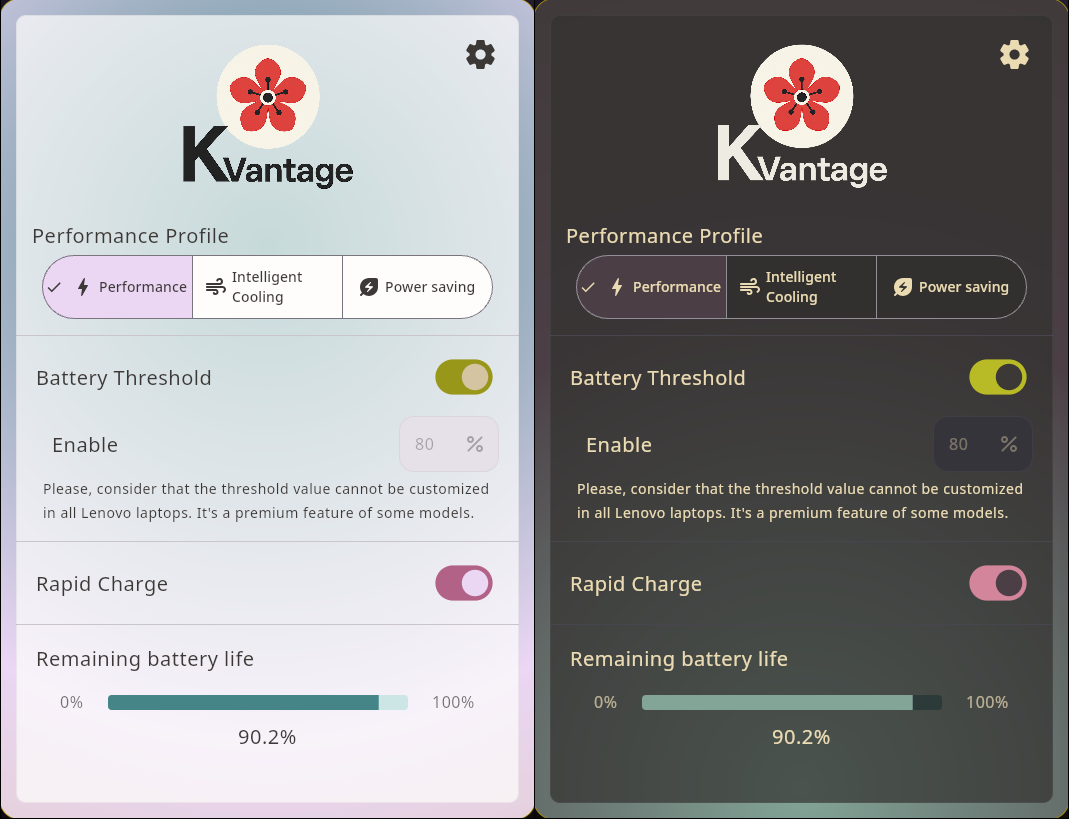 KVantage
Performance Profile
Performance
Intelligent
Cooling
Power saving
Battery Threshold
Enable
80 %
Please, consider that the threshold value cannot be customized
in all Lenovo laptops. It's a premium feature of some models.
Rapid Charge
Remaining battery life
0%
100%
90.2%
KVantage
Performance Profile
Performance
Intelligent
Cooling
Power saving
Battery Threshold
Enable
80 %
Please, consider that the threshold value cannot be customized
in all Lenovo laptops. It's a premium feature of some models.
Rapid Charge
Remaining battery life
0%
100%
90.2%